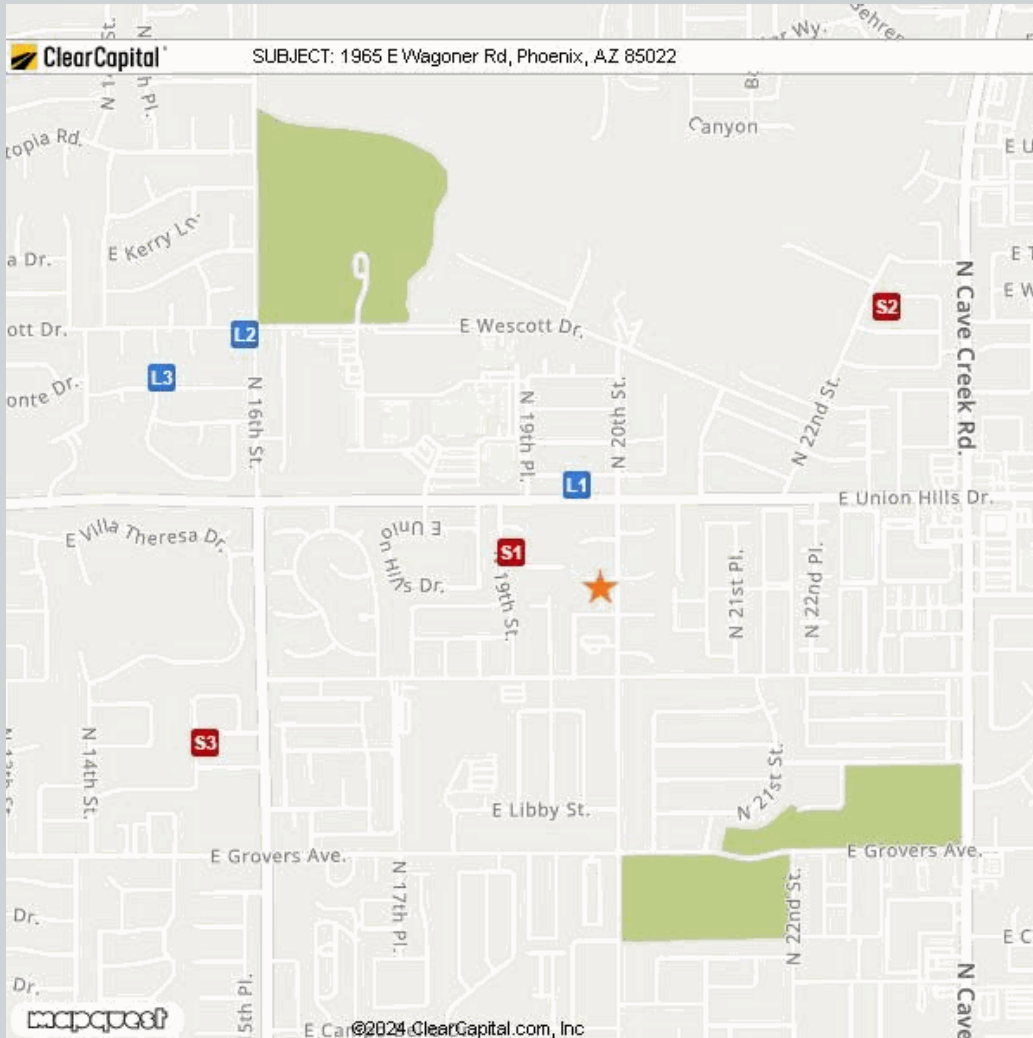 N
ClearCapital
SUBJECT: 1965 E Wagoner Rd, Phoenix, AZ 85022
Canyon
topia Rd.
E Kerry Ln.
a Dr.
ott Dr.
L2
E Wescott Dr.
S2
N Cave Creek Rd.
L3
onte Dr.
N 16th St.
N 19th Pl.
N 20th St.
N 22nd St.
L1
E Union Hills Dr.
E Villa Theresa Dr.
E Union Hills Dr.
S1
19th St.
N 21st Pl.
N 22nd Pl.
S3
N 14th St.
N 21st St.
E Libby St.
E Grovers Ave.
E Grovers Ave.
N 17th Pl.
N 22nd St.
Dr.
Dr.
5th Pl.
N Cave
mapquest
©2024 ClearCapital.com, Inc